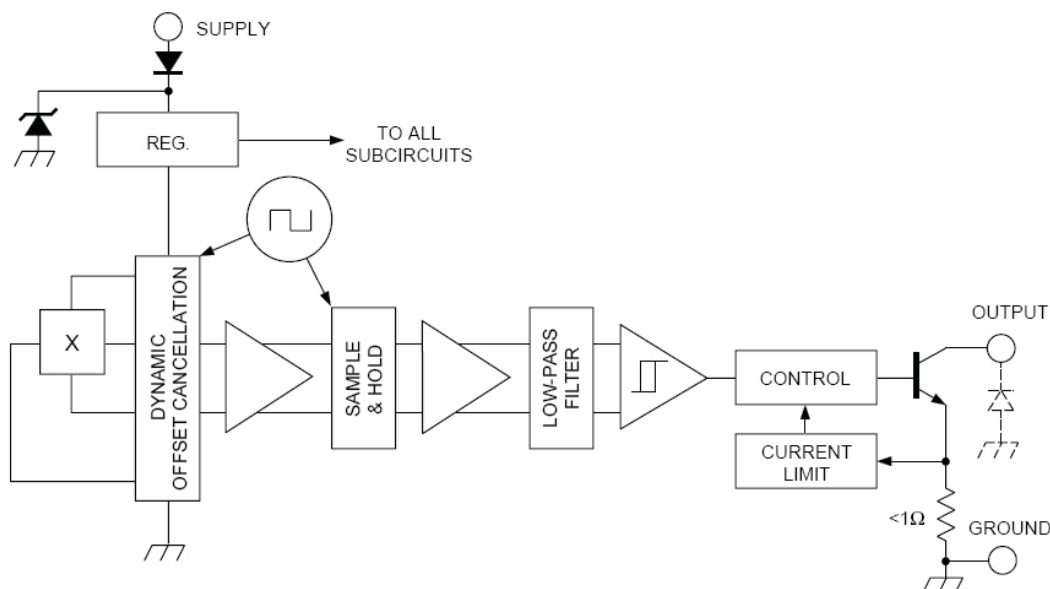 SUPPLY
REG.
TO ALL
SUBCIRCUITS
X
DYNAMIC
OFFSET CANCELLATION
SAMPLE
& HOLD
LOW-PASS
FILTER
CONTROL
CURRENT
LIMIT
OUTPUT
<1Ω
GROUND